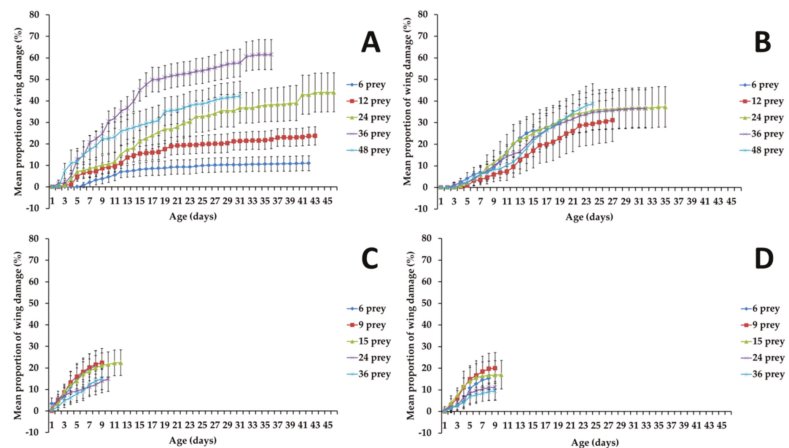 A
Mean proportion of wing damage (%)
80
70
60
50
40
30
20
10
0
-10
1 3 5 7 9 11 13 15 17 19 21 23 25 27 29 31 33 35 37 39 41 43 45
Age (days)
6 prey
12 prey
24 prey
36 prey
48 prey
B
Mean proportion of wing damage (%)
80
70
60
50
40
30
20
10
0
-10
1 3 5 7 9 11 13 15 17 19 21 23 25 27 29 31 33 35 37 39 41 43 45
Age (days)
6 prey
12 prey
24 prey
36 prey
48 prey
C
Mean proportion of wing damage (%)
80
70
60
50
40
30
20
10
0
-10
1 3 5 7 9 11 13 15 17 19 21 23 25 27 29 31 33 35 37 39 41 43 45
Age (days)
6 prey
9 prey
15 prey
24 prey
36 prey
D
Mean proportion of wing damage (%)
80
70
60
50
40
30
20
10
0
-10
1 3 5 7 9 11 13 15 17 19 21 23 25 27 29 31 33 35 37 39 41 43 45
Age (days)
6 prey
9 prey
15 prey
24 prey
36 prey